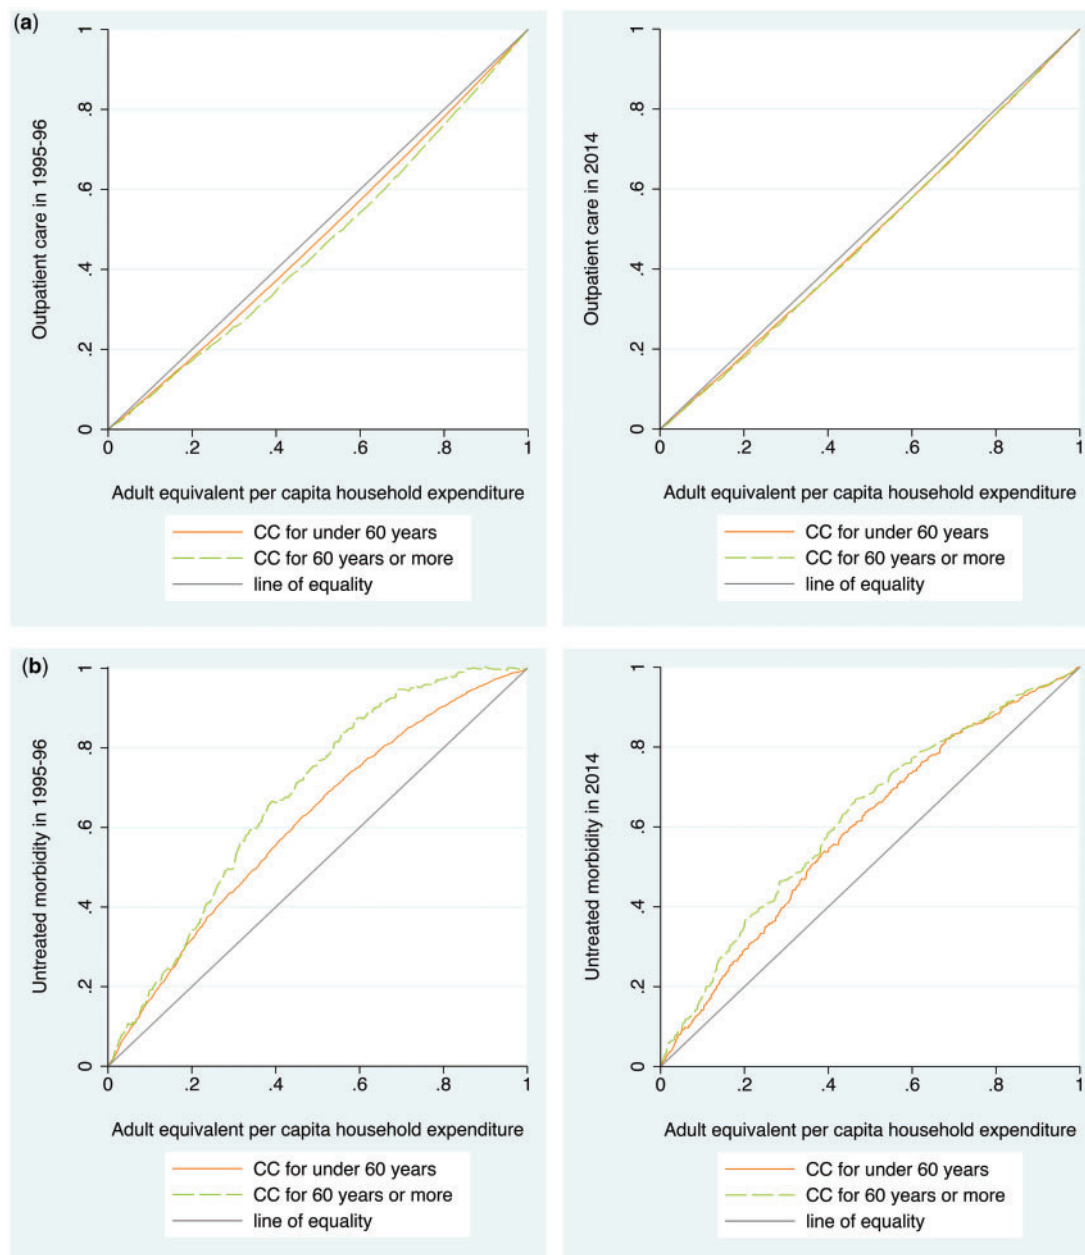 (a)
1
.8
.6
.4
.2
0
Outpatient care in 1995-96
0 .2 .4 .6 .8 1
Adult equivalent per capita household expenditure
CC for under 60 years
CC for 60 years or more
line of equality
1
.8
.6
.4
.2
0
Outpatient care in 2014
0 .2 .4 .6 .8 1
Adult equivalent per capita household expenditure
CC for under 60 years
CC for 60 years or more
line of equality
(b)
1
.8
.6
.4
.2
0
Untreated morbidity in 1995-96
0 .2 .4 .6 .8 1
Adult equivalent per capita household expenditure
CC for under 60 years
CC for 60 years or more
line of equality
1
.8
.6
.4
.2
0
Untreated morbidity in 2014
0 .2 .4 .6 .8 1
Adult equivalent per capita household expenditure
CC for under 60 years
CC for 60 years or more
line of equality